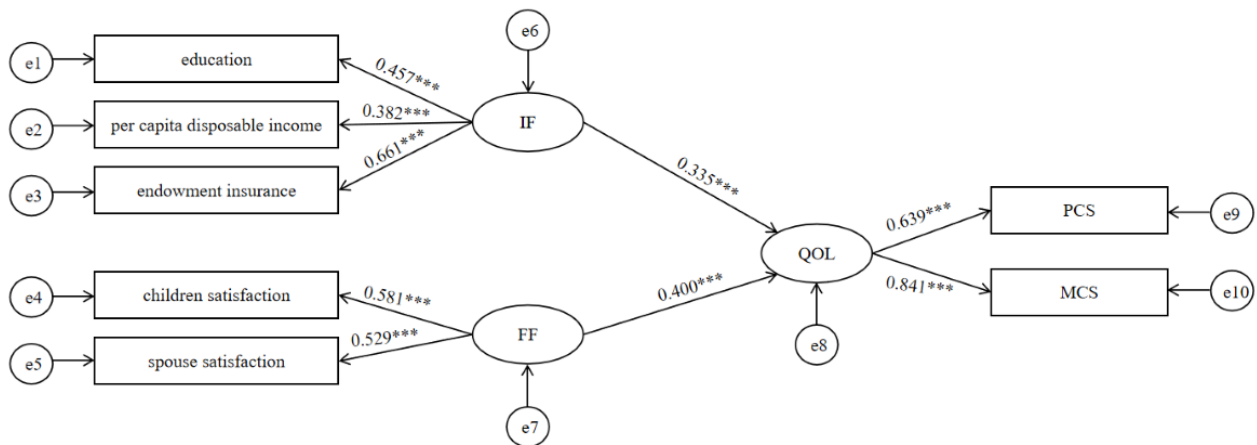 e6
e1
education
0.457***
e2
per capita disposable income
0.382***
IF
e3
endowment insurance
0.661***
0.335***
PCS
e9
0.639***
QOL
e4
children satisfaction
0.581***
0.400***
0.841***
MCS
e10
e5
spouse satisfaction
0.529***
FF
e8
e7